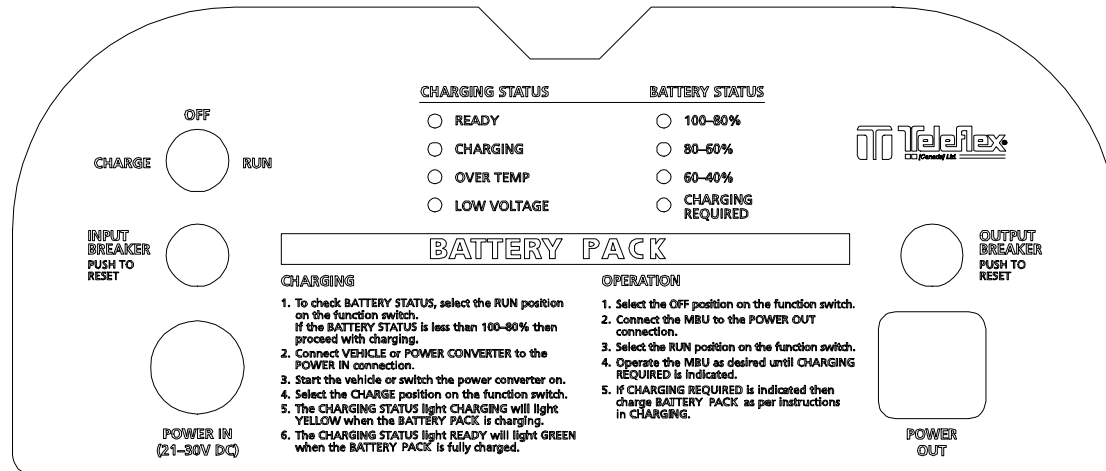 CHARGING STATUS
READY
CHARGING
OVER TEMP
LOW VOLTAGE
BATTERY STATUS
100–80%
80–60%
60–40%
CHARGING
REQUIRED
OFF
CHARGE
RUN
Teleflex
(Canada) Ltd.
INPUT
BREAKER
PUSH TO
RESET
BATTERY PACK
OUTPUT
BREAKER
PUSH TO
RESET
CHARGING
1. To check BATTERY STATUS, select the RUN position
on the function switch.
If the BATTERY STATUS is less than 100–80% then
proceed with charging.
2. Connect VEHICLE or POWER CONVERTER to the
POWER IN connection.
3. Start the vehicle or switch the power converter on.
4. Select the CHARGE position on the function switch.
5. The CHARGING STATUS light CHARGING will light
YELLOW when the BATTERY PACK is charging.
6. The CHARGING STATUS light READY will light GREEN
when the BATTERY PACK is fully charged.
OPERATION
1. Select the OFF position on the function switch.
2. Connect the MBU to the POWER OUT
connection.
3. Select the RUN position on the function switch.
4. Operate the MBU as desired until CHARGING
REQUIRED is indicated.
5. If CHARGING REQUIRED is indicated then
charge BATTERY PACK as per instructions
in CHARGING.
POWER IN
(21–30V DC)
POWER
OUT